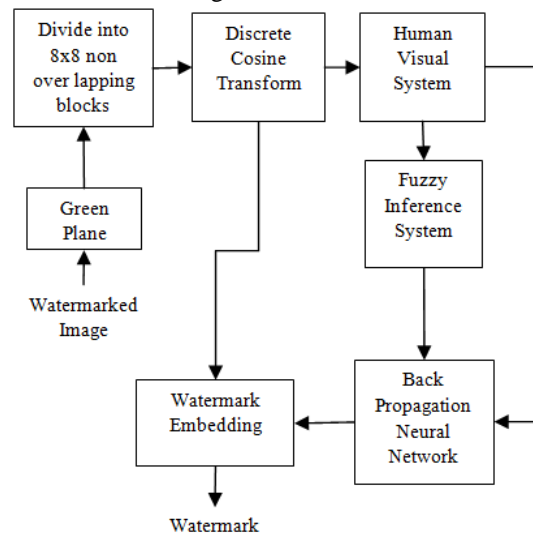 Divide into
8x8 non
over lapping
blocks
Discrete
Cosine
Transform
Human
Visual
System
Green
Plane
Fuzzy
Inference
System
Watermarked
Image
Watermark
Embedding
Back
Propagation
Neural
Network
Watermark